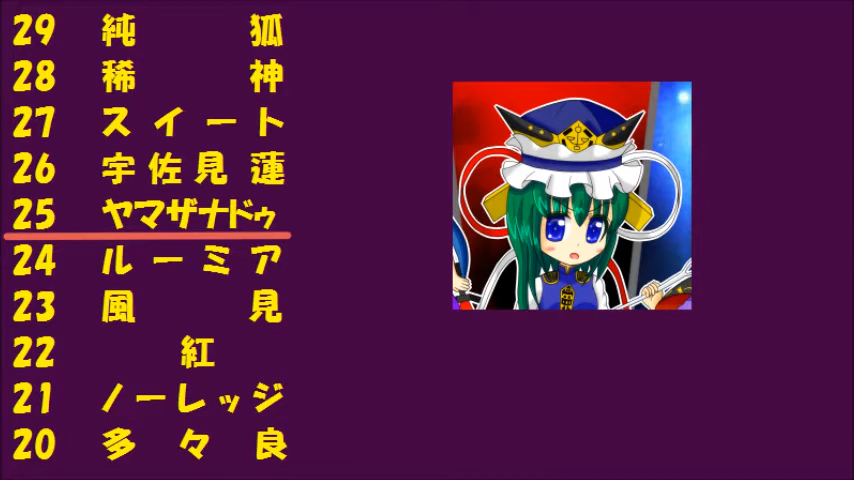 29 純狐
28 稀神
27 スイート
26 宇佐見蓮
25 ヤマザナドゥ
24 ルーミア
23 風見
22 紅
21 ノーレッジ
20 多々良